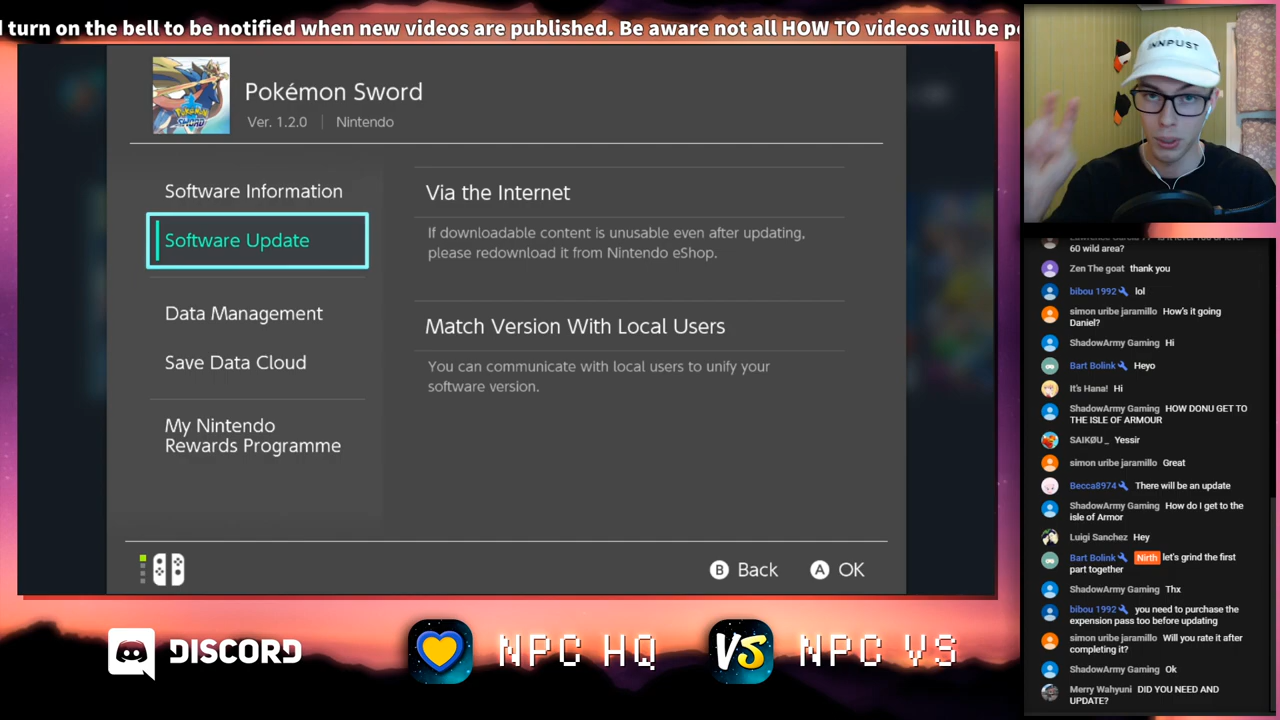 turn on the bell to be notified when new videos are published. Be aware not all HOW TO videos will be
INNPUST
Pokémon Sword
POKÉMON SWORD
Ver. 1.2.0 | Nintendo
Software Information
Software Update
Data Management
Save Data Cloud
My Nintendo
Rewards Programme
Via the Internet
If downloadable content is unusable even after updating,
please redownload it from Nintendo eShop.
Match Version With Local Users
You can communicate with local users to unify your
software version.
B Back
A OK
60 wild area?
Zen The goat thank you
bibou 1992 lol
simon uribe jaramillo How's it going
Daniel?
ShadowArmy Gaming Hi
Bart Bolink Heyo
It's Hana! Hi
ShadowArmy Gaming HOW DONU GET TO
THE ISLE OF ARMOUR
SAIKØU_ Yessir
simon uribe jaramillo Great
Becca8974 There will be an update
ShadowArmy Gaming How do I get to the
isle of Armor
Luigi Sanchez Hey
Bart Bolink Nirth let's grind the first
part together
ShadowArmy Gaming Thx
bibou 1992 you need to purchase the
expension pass too before updating
simon uribe jaramillo Will you rate it after
completing it?
ShadowArmy Gaming Ok
Merry Wahyuni DID YOU NEED AND
UPDATE?
DISCORD
NPC HQ
VS
NPC VS